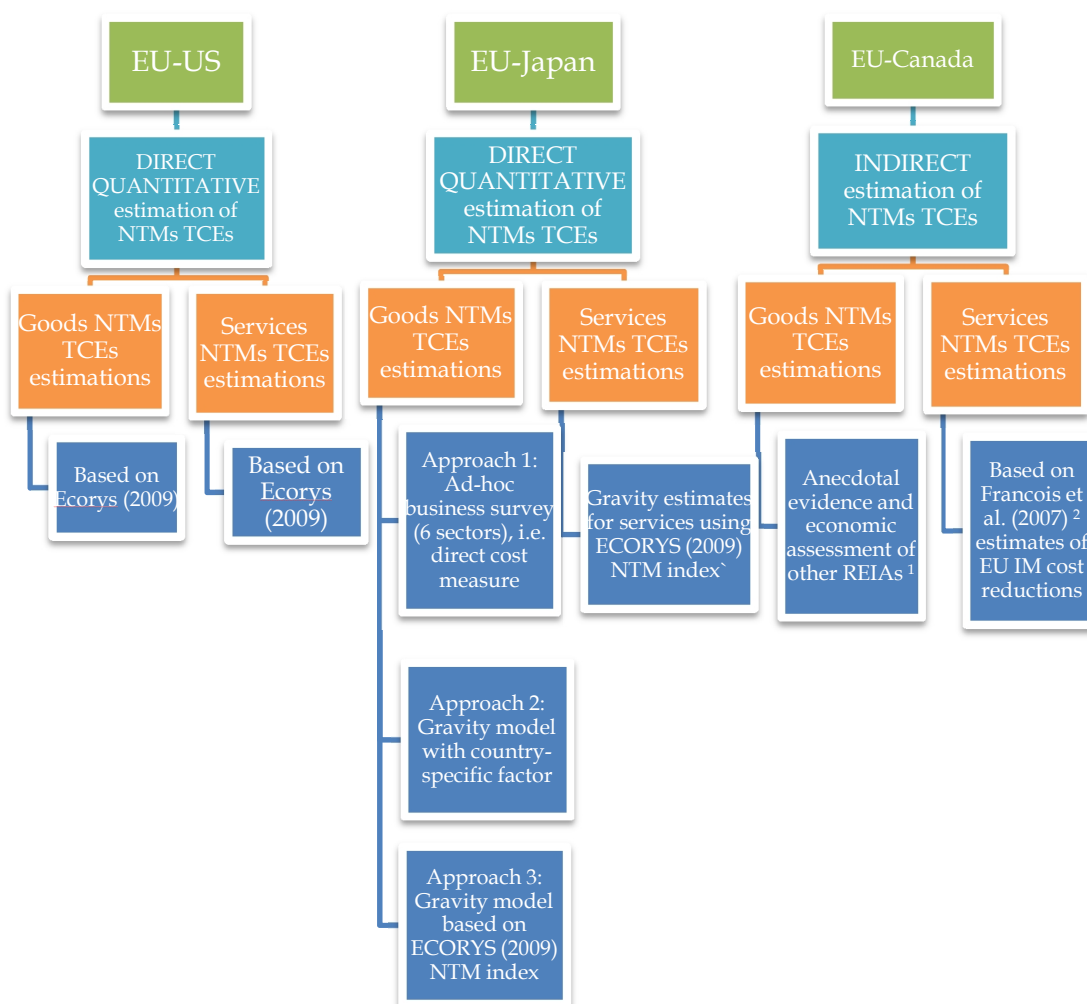 EU-US
DIRECT
QUANTITATIVE
estimation of
NTMs TCEs
Goods NTMs
TCEs
estimations
Based on
Ecorys (2009)
Services
NTMs TCEs
estimations
Based on
Ecorys
(2009)
EU-Japan
DIRECT
QUANTITATIVE
estimation of
NTMs TCEs
Goods NTMs
TCEs
estimations
Approach 1:
Ad-hoc
business survey
(6 sectors), i.e.
direct cost
measure
Approach 2:
Gravity model
with country-
specific factor
Approach 3:
Gravity model
based on
ECORYS (2009)
NTM index
Services
NTMs TCEs
estimations
Gravity estimates
for services using
ECORYS (2009)
NTM index`
EU-Canada
INDIRECT
estimation of
NTMs TCEs
Goods NTMs
TCEs
estimations
Anecdotal
evidence and
economic
assessment of
other REIAs ¹
Services
NTMs TCEs
estimations
Based on
Francois et
al. (2007) ²
estimates of
EU IM cost
reductions